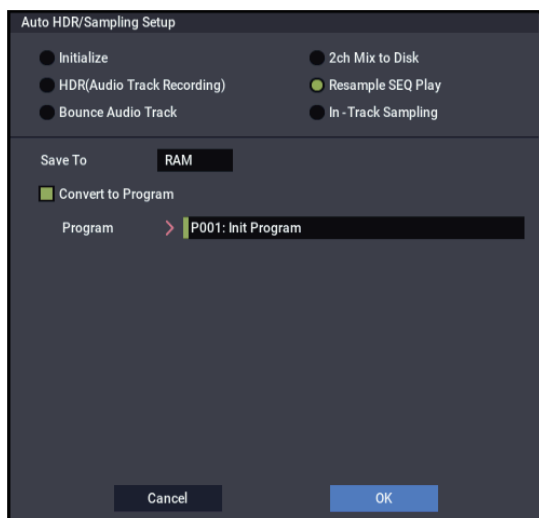 Auto HDR/Sampling Setup
Initialize
2ch Mix to Disk
HDR(Audio Track Recording)
Resample SEQ Play
Bounce Audio Track
In-Track Sampling
Save To RAM
Convert to Program
Program P001: Init Program
Cancel OK